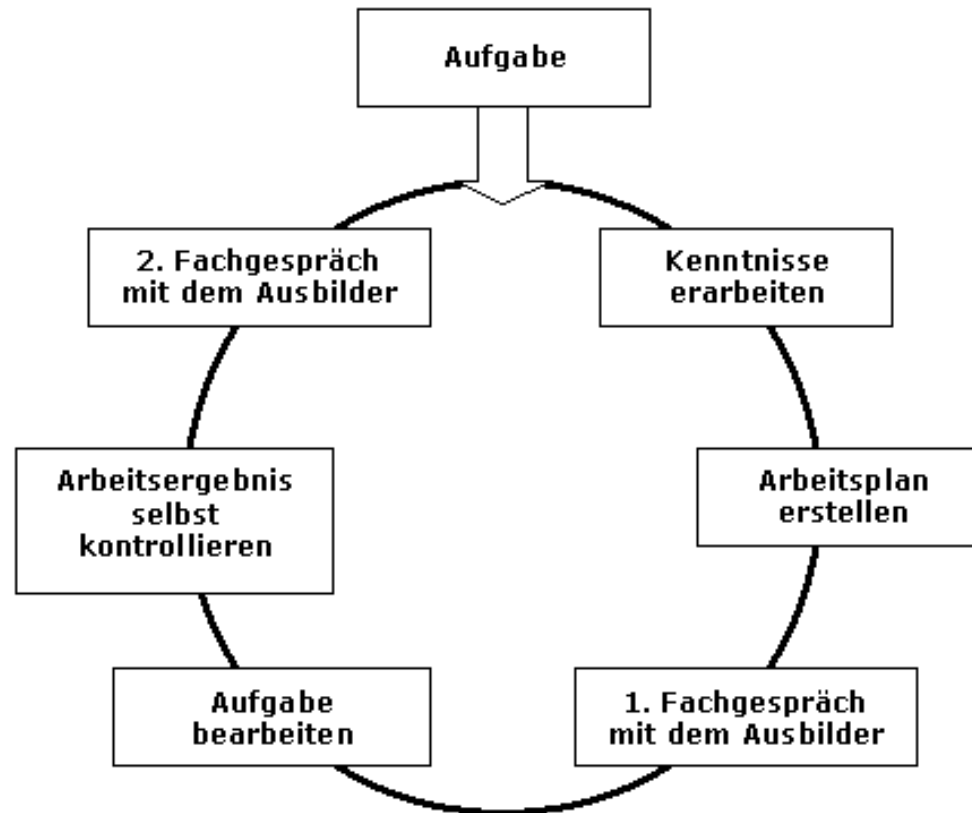 Aufgabe
2. Fachgespräch
mit dem Ausbilder
Kenntnisse
erarbeiten
Arbeitsergebnis
selbst
kontrollieren
Arbeitsplan
erstellen
Aufgabe
bearbeiten
1. Fachgespräch
mit dem Ausbilder